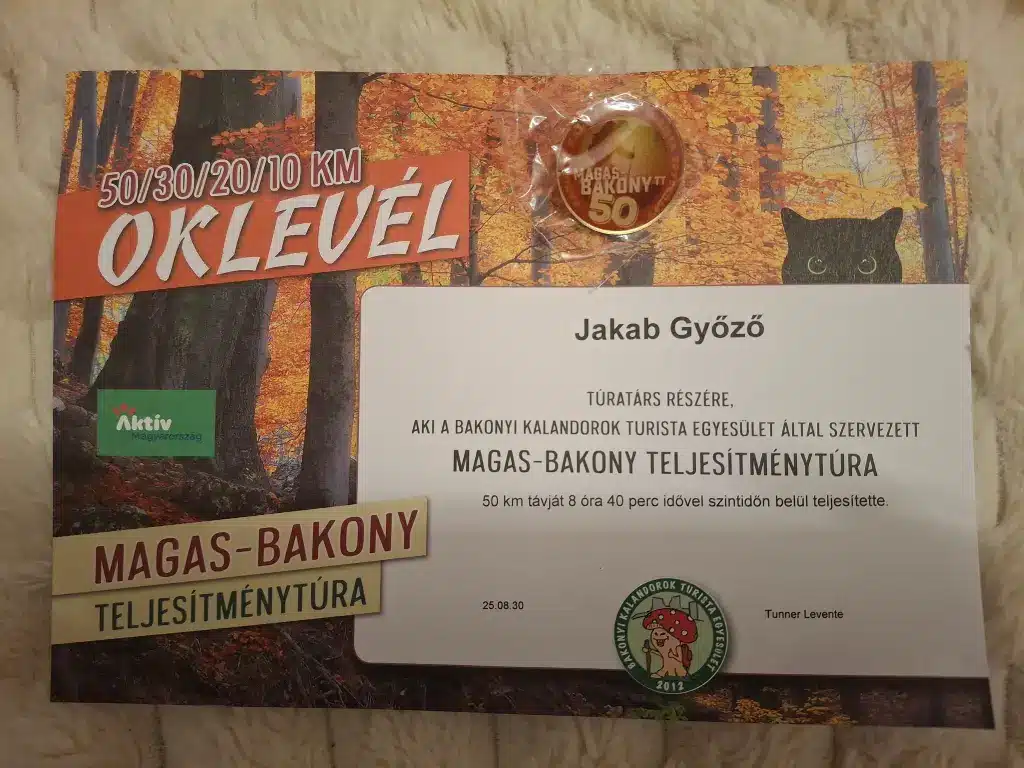 50/30/20/10 KM
OKLEVÉL
MAGAS-
BAKONY TT
50
Jakab Győző
TÚRATÁRS RÉSZÉRE,
AKI A BAKONYI KALANDOROK TURISTA EGYESÜLET ÁLTAL SZERVEZETT
MAGAS-BAKONY TELJESÍTMÉNYTÚRA
50 km távját 8 óra 40 perc idővel szintidőn belül teljesítette.
Aktív
Magyarország
MAGAS-BAKONY
TELJESÍTMÉNYTÚRA
25.08.30
BAKONYI KALANDOROK TURISTA EGYESÜLET
2012
Tunner Levente